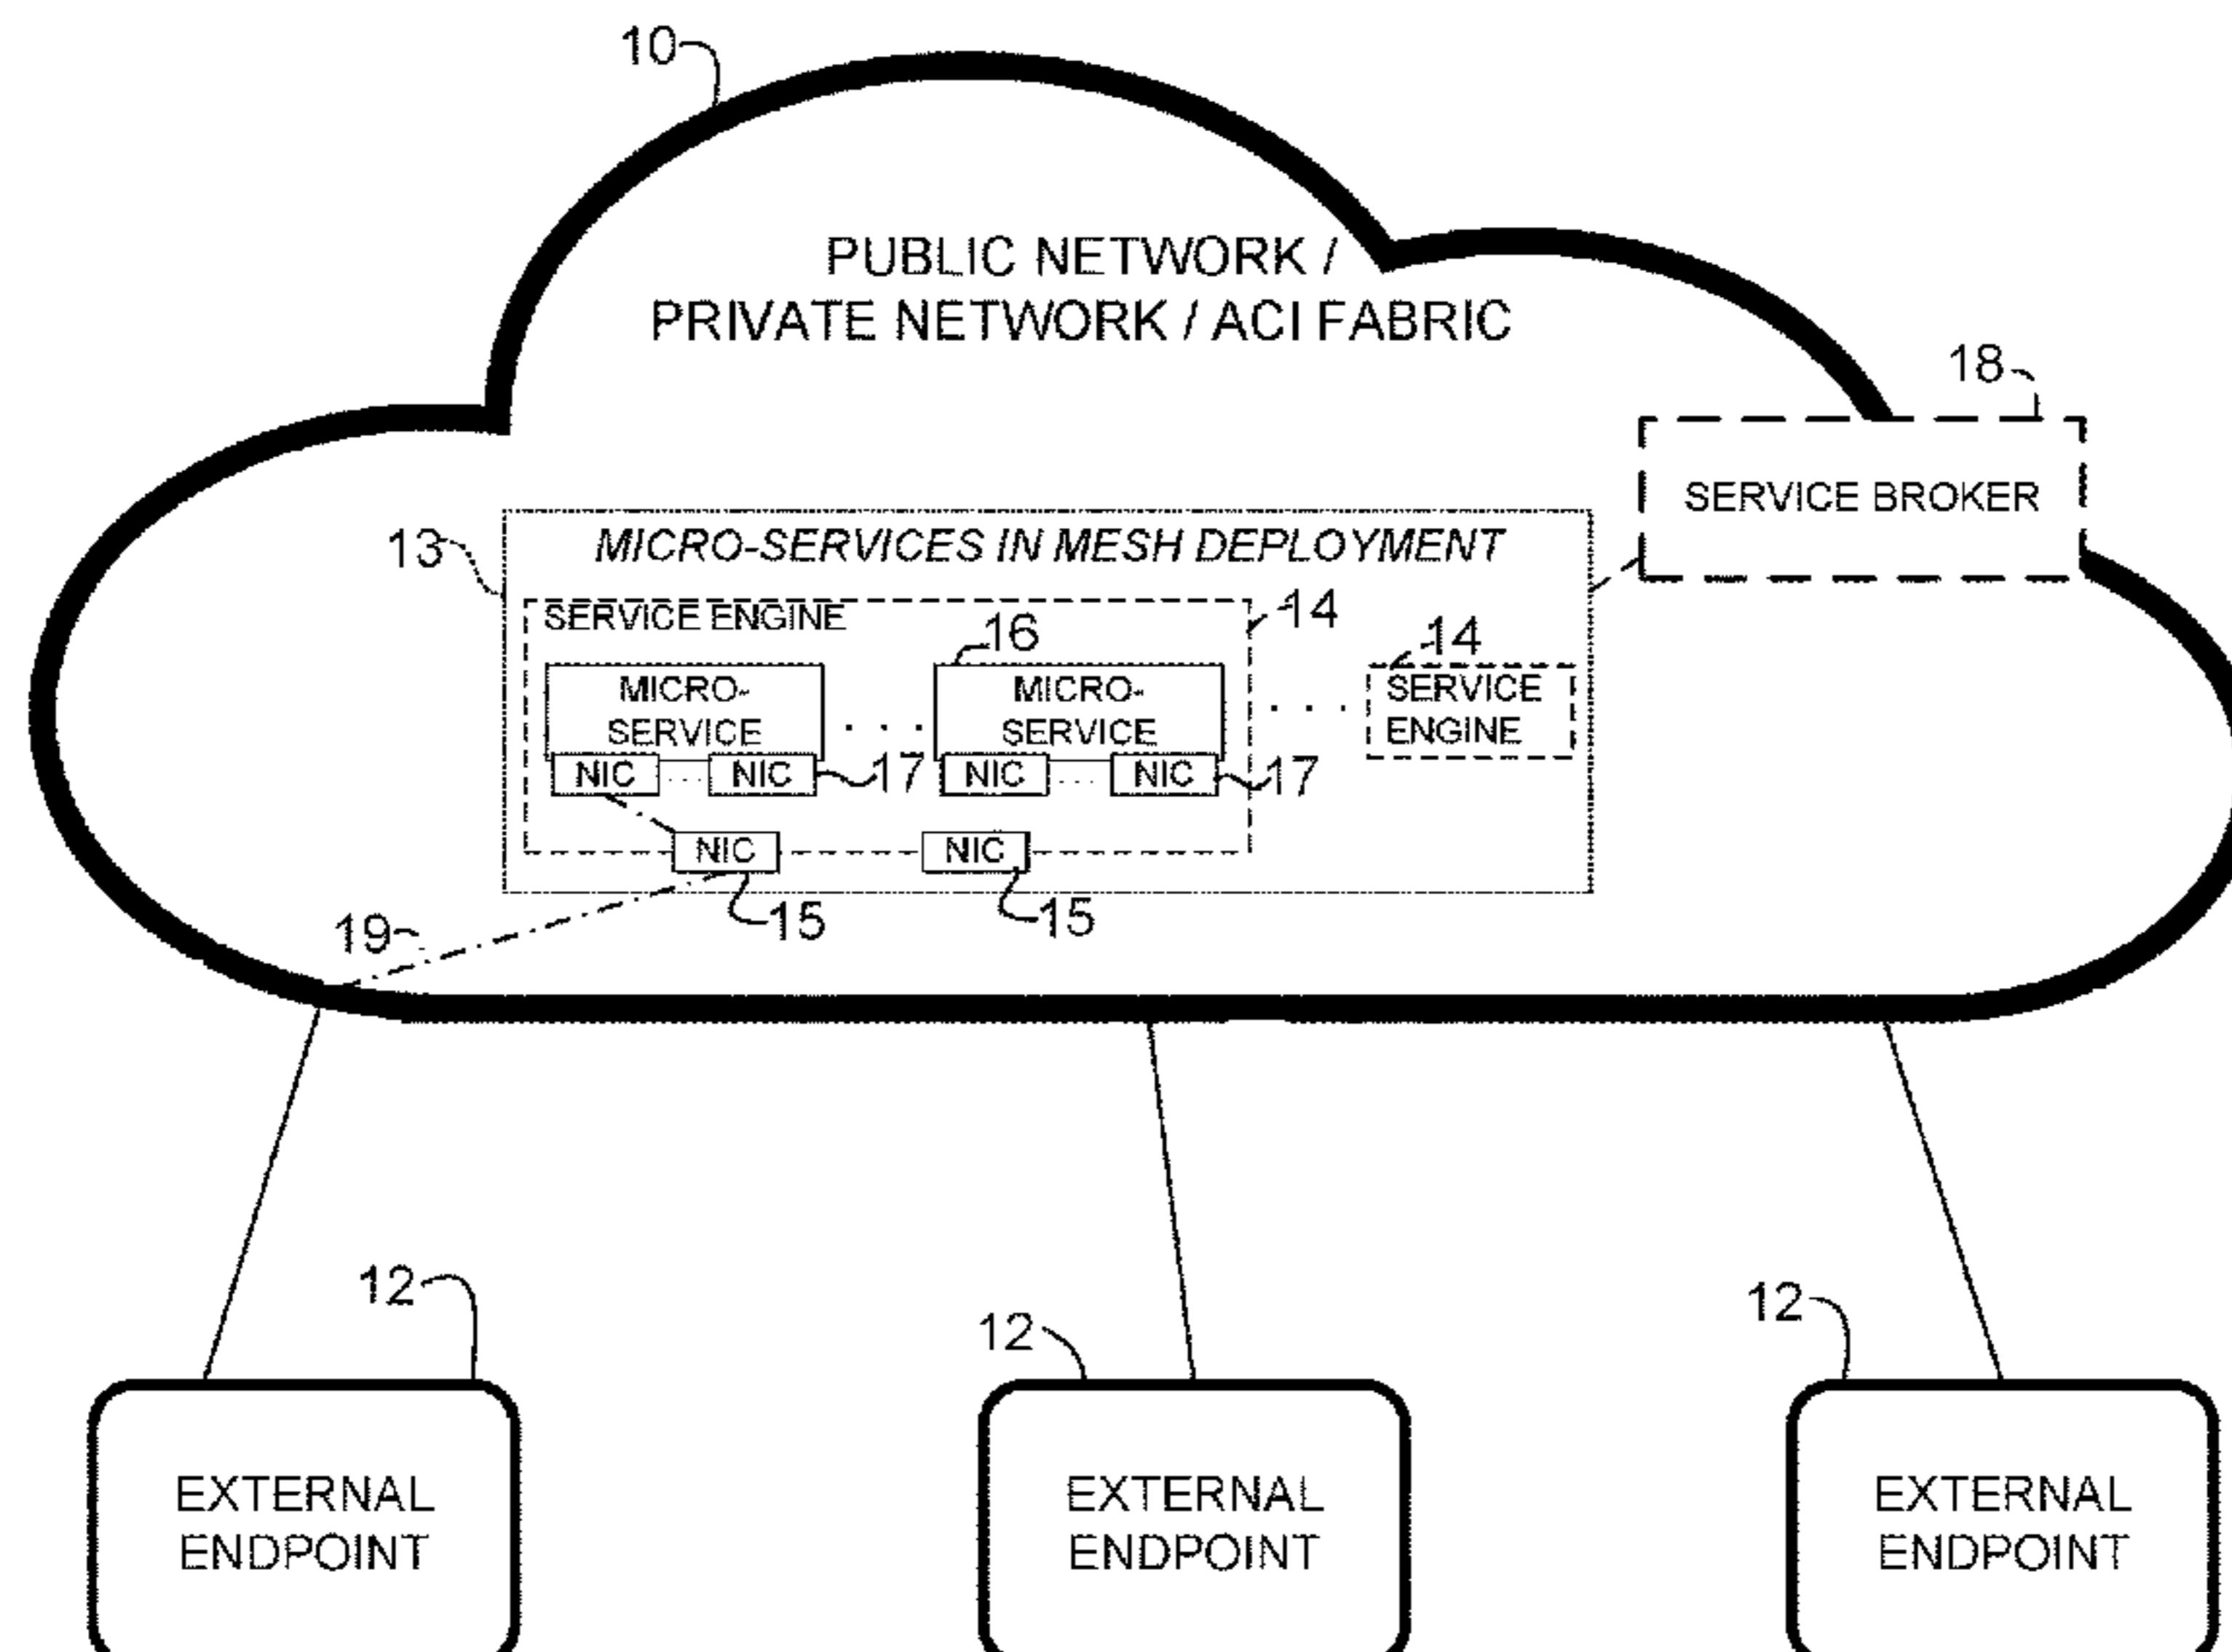 10
PUBLIC NETWORK /
PRIVATE NETWORK / ACI FABRIC
18
SERVICE BROKER
13
MICRO-SERVICES IN MESH DEPLOYMENT
SERVICE ENGINE
14
16
14
MICRO-
SERVICE
. . .
MICRO-
SERVICE
. . .
SERVICE
ENGINE
NIC
...
NIC
17
NIC
...
NIC
17
NIC
NIC
15
15
19
12
12
12
EXTERNAL
ENDPOINT
EXTERNAL
ENDPOINT
EXTERNAL
ENDPOINT